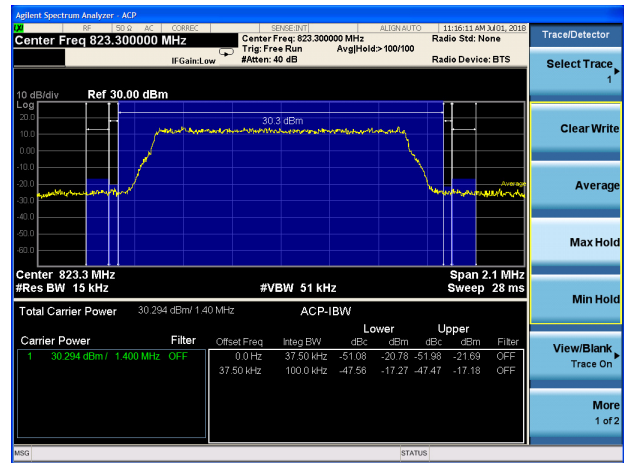 Agilent Spectrum Analyzer - ACP
RF 50 Ω AC CORREC SENSE:INT ALIGN AUTO 11:16:11 AM Jul 01, 2018
Center Freq 823.300000 MHz Center Freq: 823.300000 MHz Radio Std: None
Trig: Free Run Avg|Hold:> 100/100
IFGain:Low #Atten: 40 dB Radio Device: BTS
10 dB/div Ref 30.00 dBm
Log
20.0
30.3 dBm
10.0
0.00
-10.0
-20.0
Average
-30.0
-40.0
-50.0
-60.0
Center 823.3 MHz Span 2.1 MHz
#Res BW 15 kHz #VBW 51 kHz Sweep 28 ms
Total Carrier Power 30.294 dBm/ 1.40 MHz ACP-IBW
Lower Upper
Carrier Power Filter Offset Freq Integ BW dBc dBm dBc dBm Filter
1 30.294 dBm / 1.400 MHz OFF 0.0 Hz 37.50 kHz -51.08 -20.78 -51.98 -21.69 OFF
37.50 kHz 100.0 kHz -47.56 -17.27 -47.47 -17.18 OFF
MSG STATUS
Trace/Detector
Select Trace
1
Clear Write
Average
Max Hold
Min Hold
View/Blank
Trace On
More
1 of 2